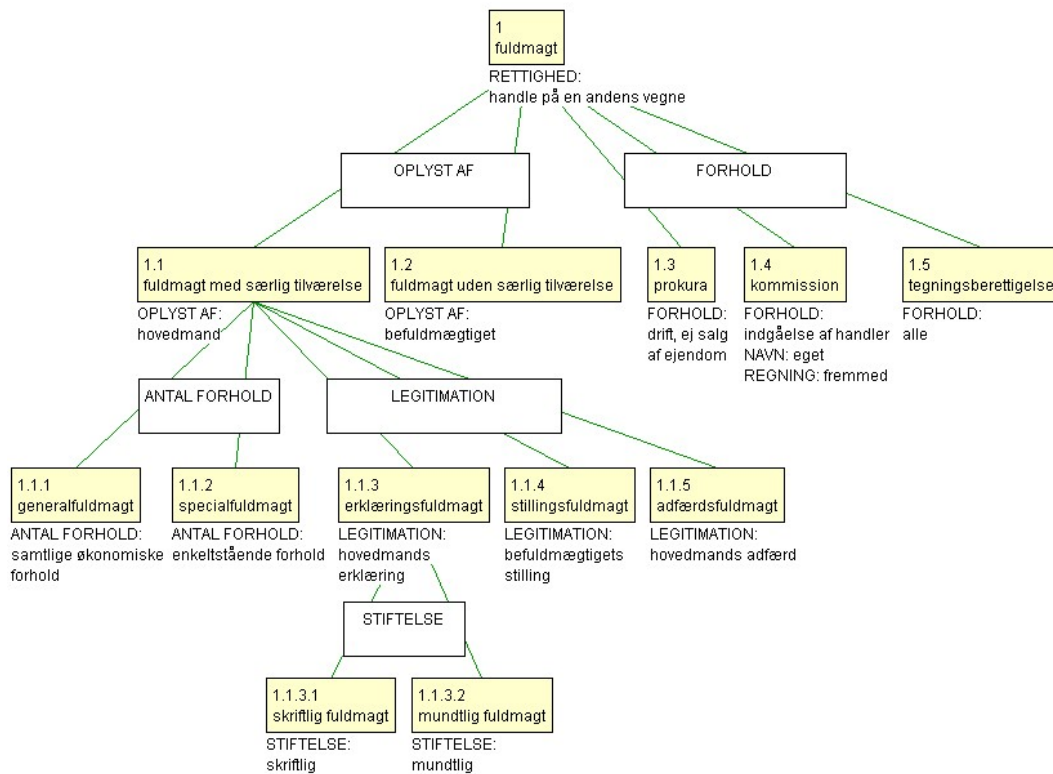 1
fuldmagt
RETTIGHED:
handle på en andens vegne
OPLYST AF
FORHOLD
1.1
fuldmagt med særlig tilværelse
OPLYST AF:
hovedmand
1.2
fuldmagt uden særlig tilværelse
OPLYST AF:
befuldmægtiget
1.3
prokura
FORHOLD:
drift, ej salg
af ejendom
1.4
kommission
FORHOLD:
indgåelse af handler
NAVN: eget
REGNING: fremmed
1.5
tegningsberettigelse
FORHOLD:
alle
ANTAL FORHOLD
LEGITIMATION
1.1.1
generalfuldmagt
ANTAL FORHOLD:
samtlige økonomiske
forhold
1.1.2
specialfuldmagt
ANTAL FORHOLD:
enkeltstående forhold
1.1.3
erklæringsfuldmagt
LEGITIMATION:
hovedmands
erklæring
1.1.4
stillingsfuldmagt
LEGITIMATION:
befuldmægtigets
stilling
1.1.5
adfærdsfuldmagt
LEGITIMATION:
hovedmands adfærd
STIFTELSE
1.1.3.1
skriftlig fuldmagt
STIFTELSE:
skriftlig
1.1.3.2
mundtlig fuldmagt
STIFTELSE:
mundtlig